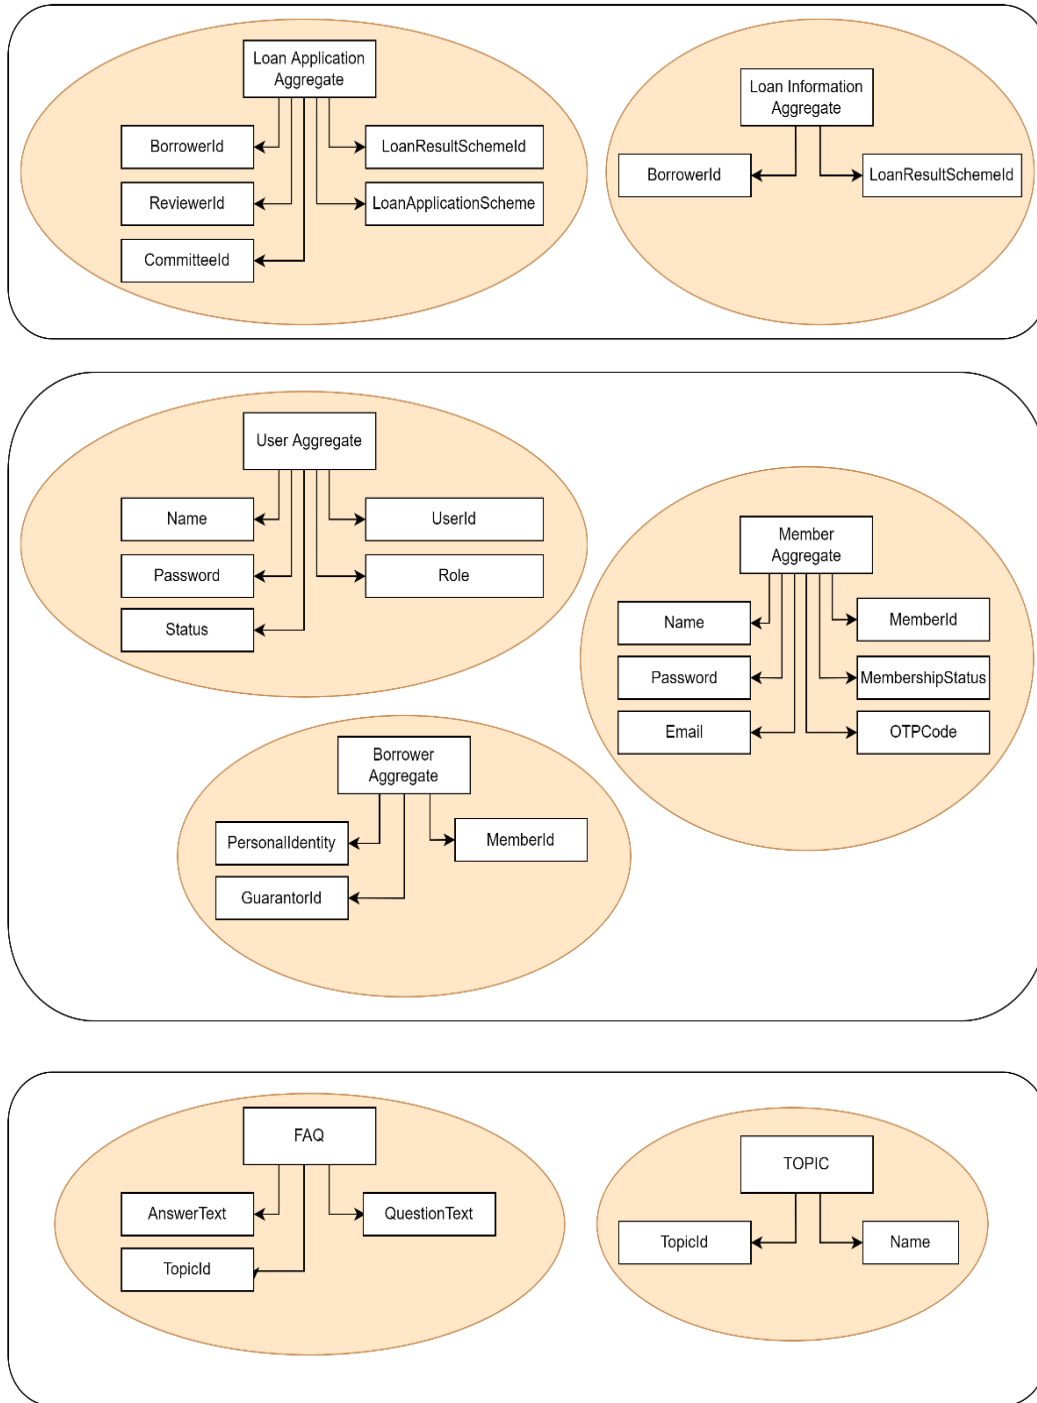 Loan Application
Aggregate
BorrowerId
LoanResultSchemeId
ReviewerId
LoanApplicationScheme
CommitteeId
Loan Information
Aggregate
BorrowerId
LoanResultSchemeId
User Aggregate
Name
UserId
Password
Role
Status
Member
Aggregate
Name
MemberId
Password
MembershipStatus
Email
OTPCode
Borrower
Aggregate
PersonalIdentity
MemberId
GuarantorId
FAQ
AnswerText
QuestionText
TopicId
TOPIC
TopicId
Name